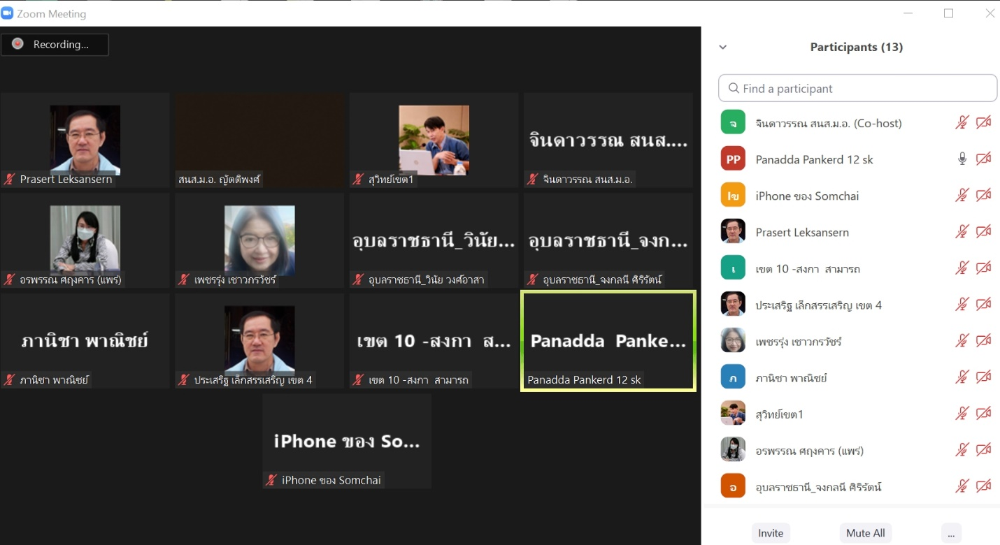 Zoom Meeting
Recording...
Prasert Leksansern
สนส.ม.อ. ญัตติพงศ์
สุวิทย์เขต1
จินดาวรรณ สนส....
จินดาวรรณ สนส.ม.อ.
อรพรรณ ศฤงคาร (แพร่)
เพชรรุ่ง เชาวกรวัชร์
อุบลราชธานี_วินัย...
อุบลราชธานี_วินัย วงศ์อาสา
อุบลราชธานี_จงก...
อุบลราชธานี_จงกลนี ศิริรัตน์
ภานิชา พาณิชย์
ภานิชา พาณิชย์
ประเสริฐ เล็กสรรเสริญ เขต 4
เขต 10 -สงกา ส...
เขต 10 -สงกา สามารถ
Panadda Panke...
Panadda Pankerd 12 sk
iPhone ของ So...
iPhone ของ Somchai
Participants (13)
Find a participant
จ จินดาวรรณ สนส.ม.อ. (Co-host)
PP Panadda Pankerd 12 sk
Iข iPhone ของ Somchai
Prasert Leksansern
เ เขต 10 -สงกา สามารถ
ประเสริฐ เล็กสรรเสริญ เขต 4
เพชรรุ่ง เชาวกรวัชร์
ภ ภานิชา พาณิชย์
สุวิทย์เขต1
อรพรรณ ศฤงคาร (แพร่)
อ อุบลราชธานี_จงกลนี ศิริรัตน์
Invite Mute All ...